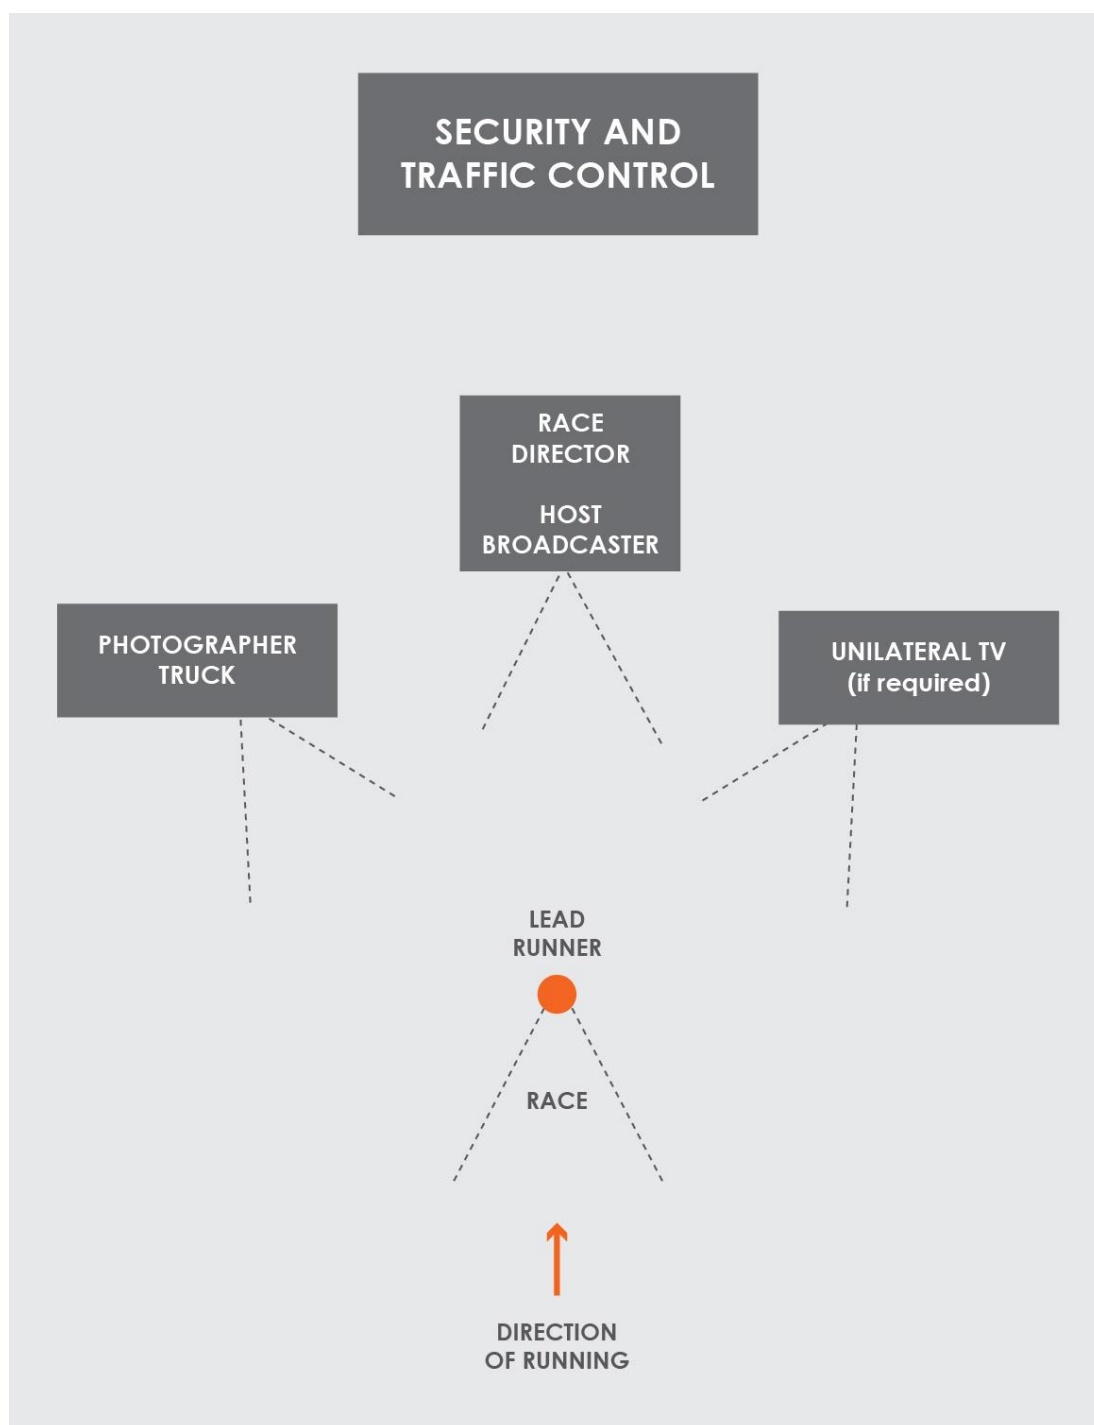 SECURITY AND
TRAFFIC CONTROL
RACE
DIRECTOR
HOST
BROADCASTER
PHOTOGRAPHER
TRUCK
UNILATERAL TV
(if required)
LEAD
RUNNER
RACE
DIRECTION
OF RUNNING